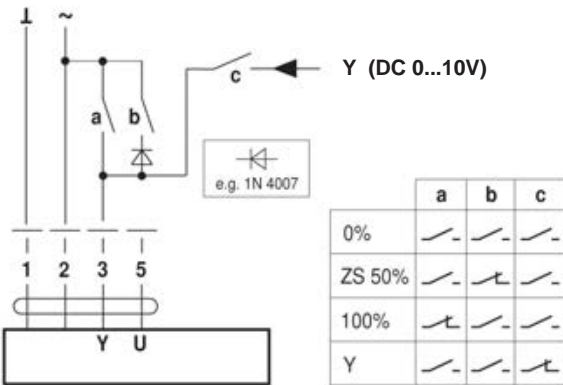 ⊥ ~
Y (DC 0...10V)
c
a b
e.g. 1N 4007
1 2 3 5
Y U
a b c
0%
ZS 50%
100%
Y